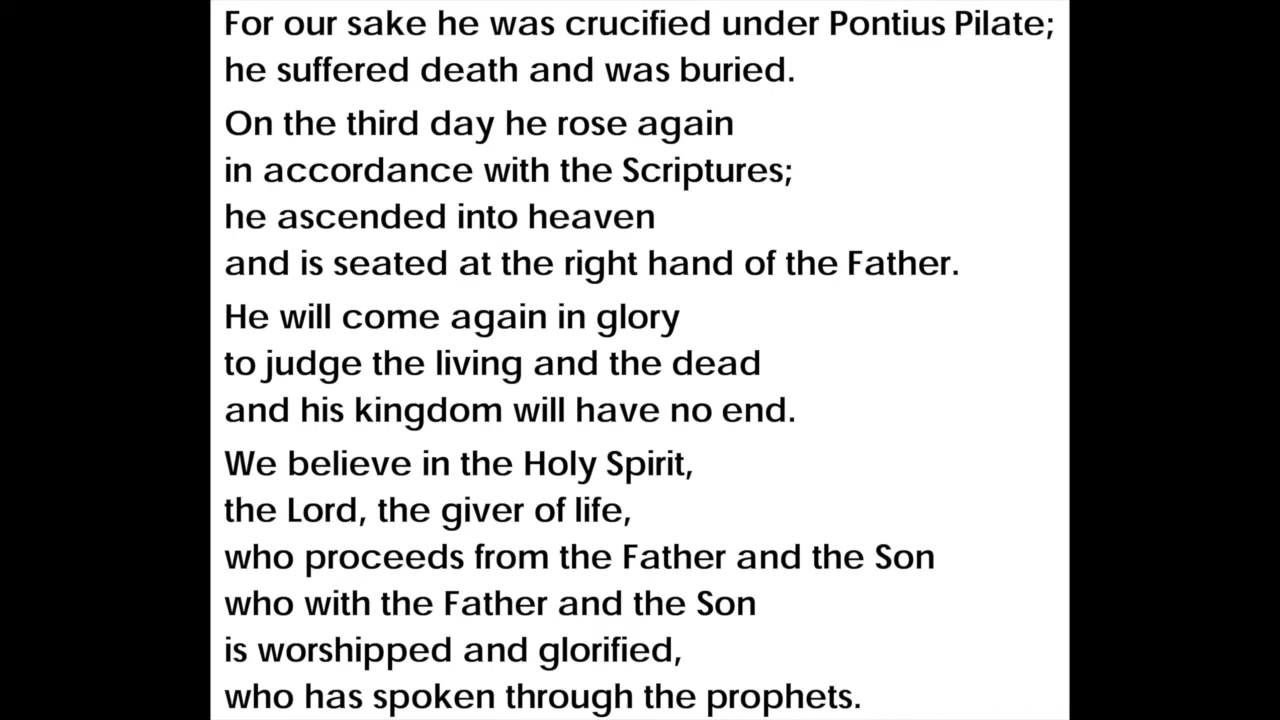 For our sake he was crucified under Pontius Pilate;
he suffered death and was buried.
On the third day he rose again
in accordance with the Scriptures;
he ascended into heaven
and is seated at the right hand of the Father.
He will come again in glory
to judge the living and the dead
and his kingdom will have no end.
We believe in the Holy Spirit,
the Lord, the giver of life,
who proceeds from the Father and the Son
who with the Father and the Son
is worshipped and glorified,
who has spoken through the prophets.